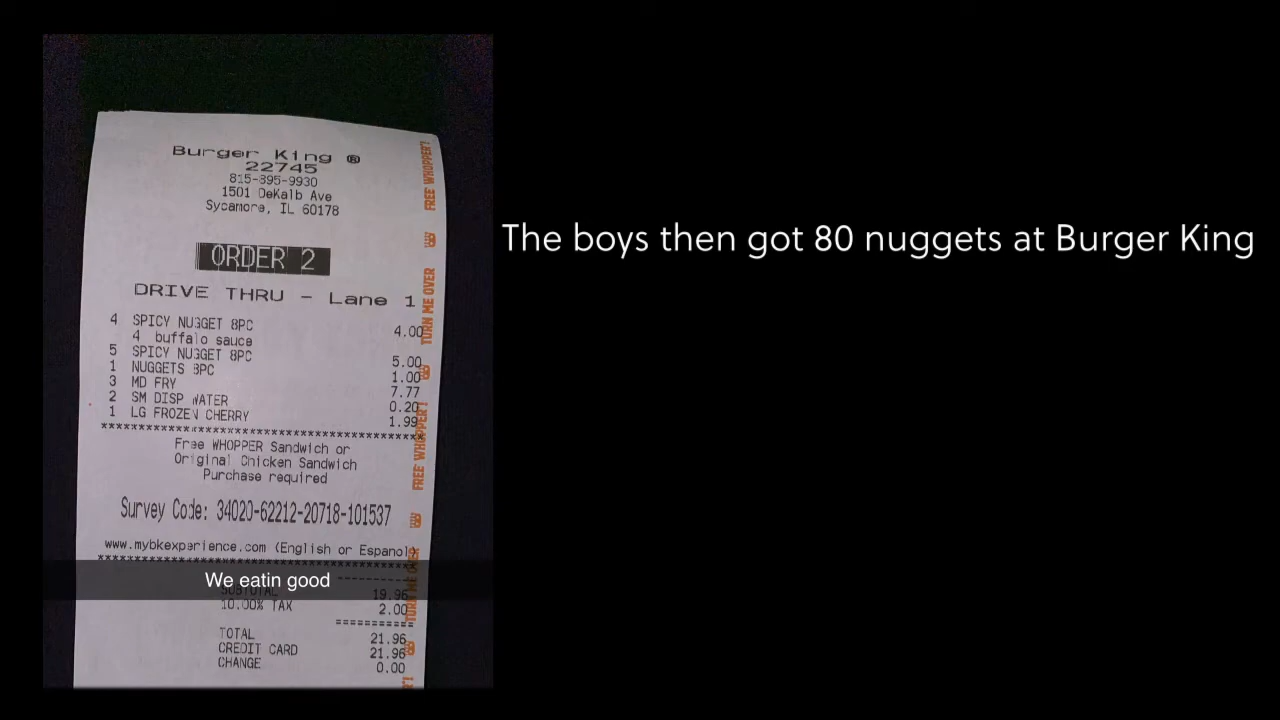 Burger King ®
22745
815-895-9930
1501 DeKalb Ave
Sycamore, IL 60178
ORDER 2
DRIVE THRU - Lane 1
4 SPICY NUGGET 8PC 4.00
4 buffalo sauce
5 SPICY NUGGET 8PC 5.00
1 NUGGETS 8PC 1.00
3 MD FRY 7.77
2 SM DISP WATER 0.20
1 LG FROZEN CHERRY 1.99
****************************************
Free WHOPPER Sandwich or
Original Chicken Sandwich
Purchase required
Survey Code: 34020-62212-20718-101537
www.mybkexperience.com (English or Espanol)
****************************************
We eatin good
SUBTOTAL 19.96
10.00% TAX 2.00
TOTAL 21.96
CREDIT CARD 21.96
CHANGE 0.00
FREE WHOPPER!
TURN ME OVER
FREE WHOPPER!
TURN ME OVER
The boys then got 80 nuggets at Burger King